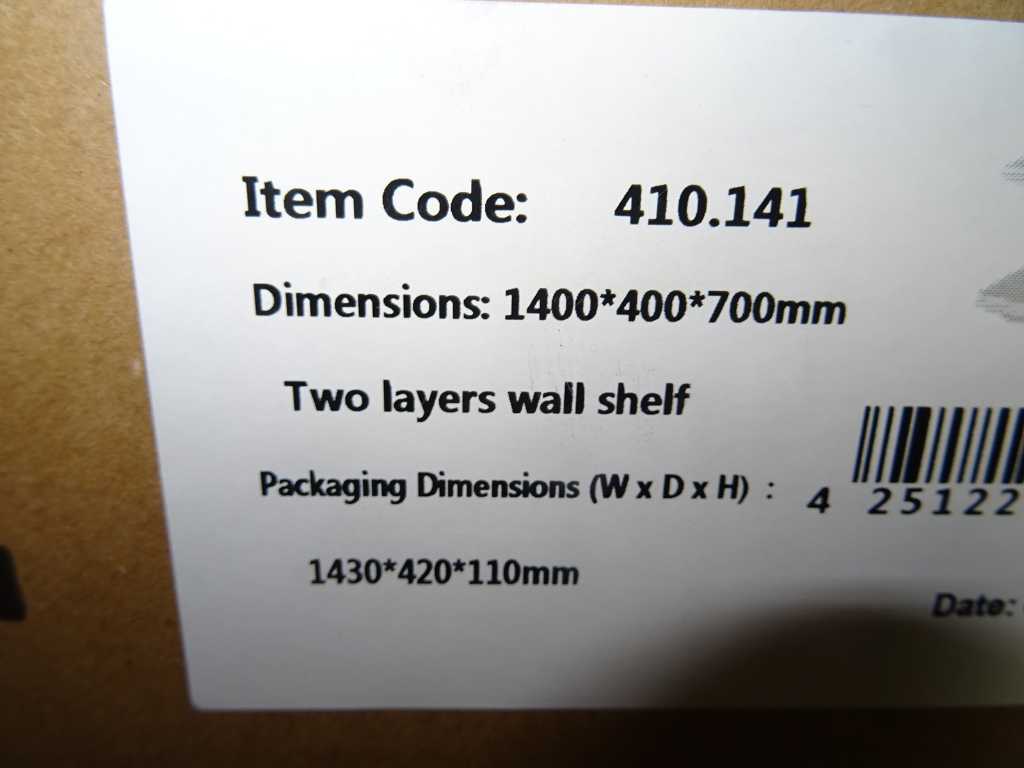 Item Code: 410.141
Dimensions: 1400*400*700mm
Two layers wall shelf
Packaging Dimensions (W x D x H) :
4 25122
1430*420*110mm
Date: